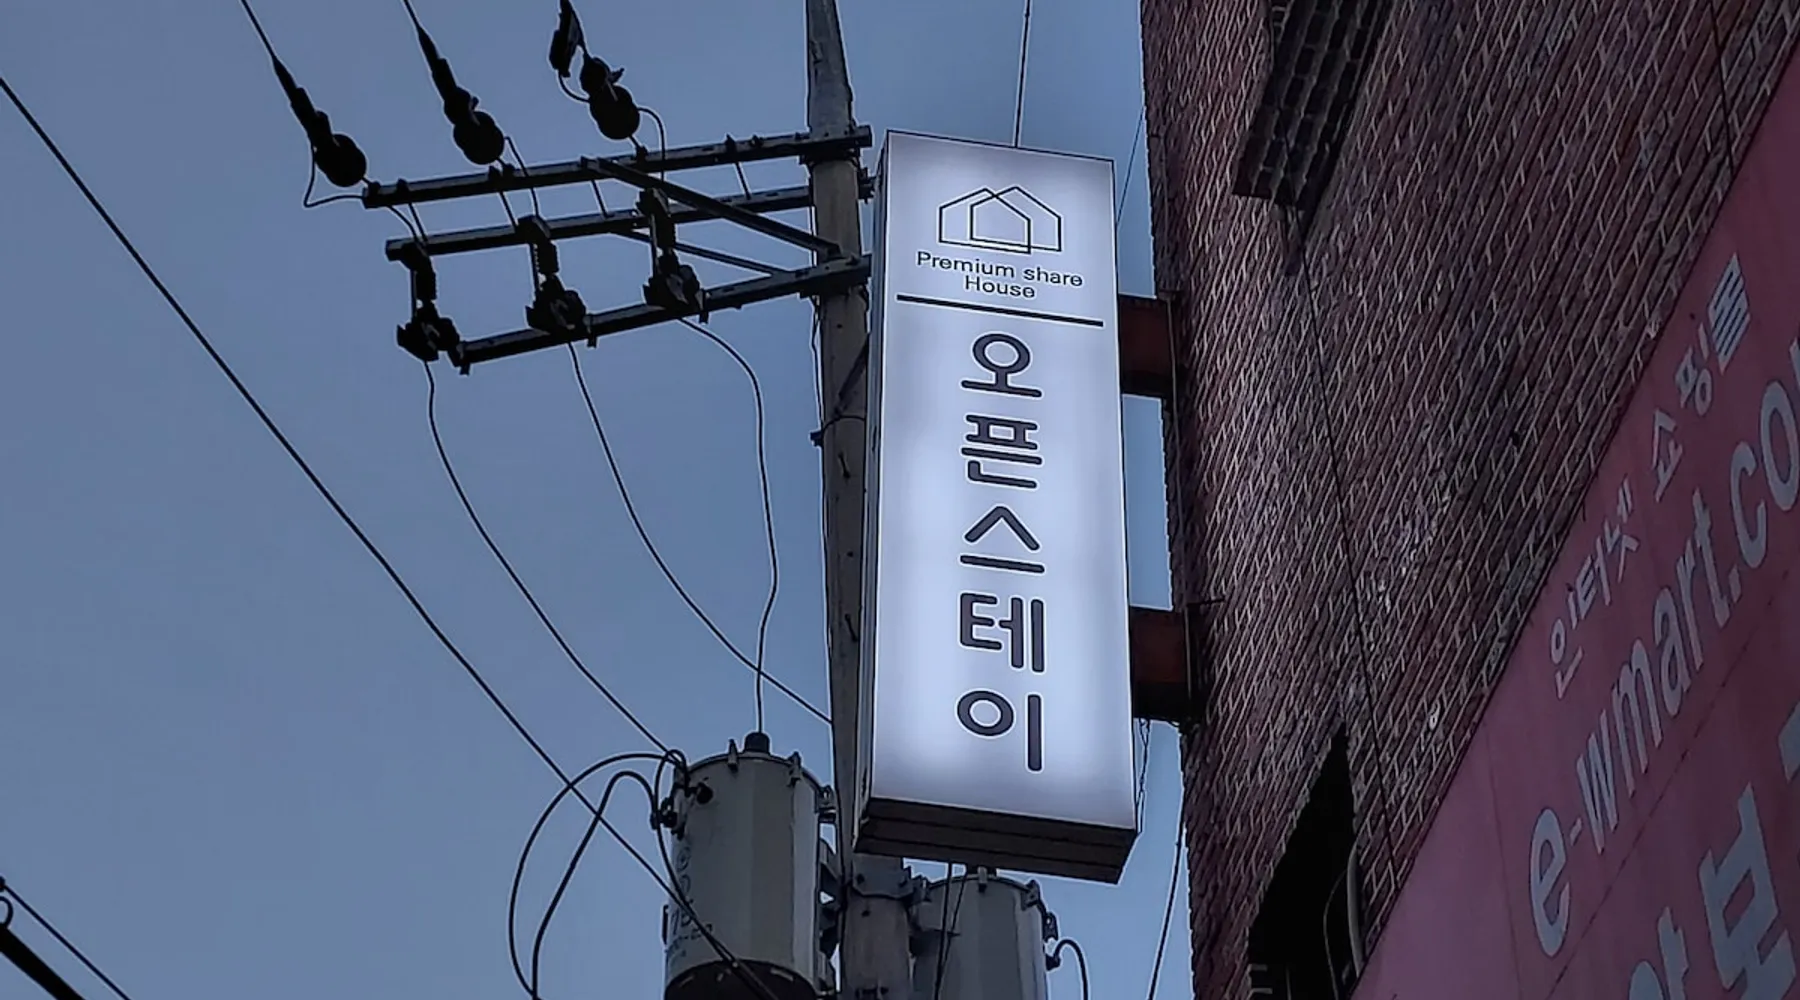 Premium share
House
오픈스테이
인터넷 쇼핑몰
e-wmart.co